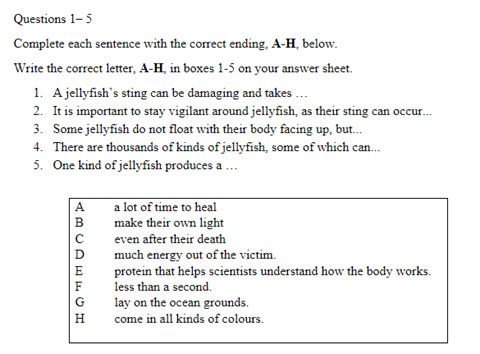 Questions 1– 5
Complete each sentence with the correct ending, A-H, below.
Write the correct letter, A-H, in boxes 1-5 on your answer sheet.
1. A jellyfish's sting can be damaging and takes …
2. It is important to stay vigilant around jellyfish, as their sting can occur...
3. Some jellyfish do not float with their body facing up, but...
4. There are thousands of kinds of jellyfish, some of which can...
5. One kind of jellyfish produces a …
A a lot of time to heal
B make their own light
C even after their death
D much energy out of the victim.
E protein that helps scientists understand how the body works.
F less than a second.
G lay on the ocean grounds.
H come in all kinds of colours.